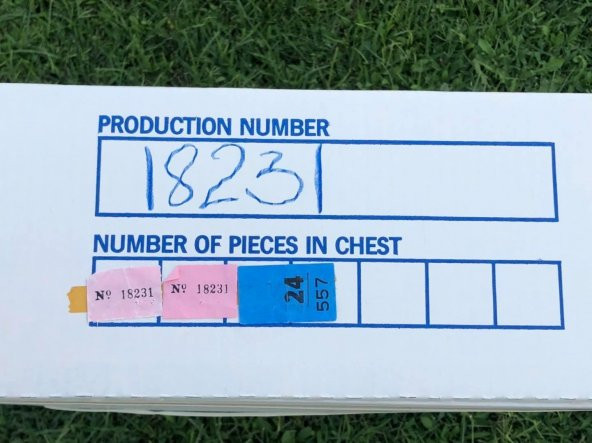 PRODUCTION NUMBER
18231
NUMBER OF PIECES IN CHEST
Nº 18231 Nº 18231 24 557